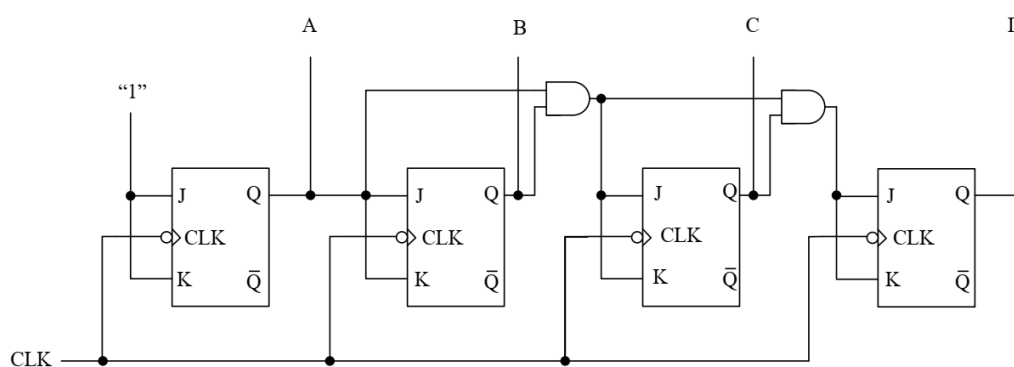 A B C
“1”
J Q J Q J Q J Q
CLK CLK CLK CLK
K Q̅ K Q̅ K Q̅ K Q̅
CLK